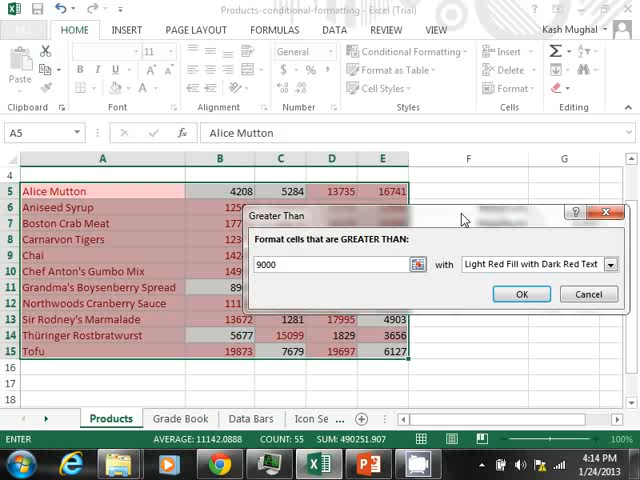 Products-conditional-formatting - Excel (Trial)
FILE HOME INSERT PAGE LAYOUT FORMULAS DATA REVIEW VIEW Kash Mughal
Paste
11
General
Conditional Formatting
Format as Table
Cell Styles
Insert
Delete
Format
Clipboard Font Alignment Number Styles Cells Editing
A5 Alice Mutton
A B C D E F G
4
5 Alice Mutton 4208 5284 13735 16741
6 Aniseed Syrup
7 Boston Crab Meat
8 Carnarvon Tigers
9 Chai
10 Chef Anton's Gumbo Mix
11 Grandma's Boysenberry Spread
12 Northwoods Cranberry Sauce
13 Sir Rodney's Marmalade 13672 1281 17995 4903
14 Thüringer Rostbratwurst 5677 15099 1829 3656
15 Tofu 19873 7679 19697 6127
16
17
18
Greater Than
Format cells that are GREATER THAN:
9000 with Light Red Fill with Dark Red Text
OK Cancel
Products Grade Book Data Bars Icon Se ...
ENTER AVERAGE: 11142.0888 COUNT: 55 SUM: 490251.907 100%
4:14 PM
1/24/2013